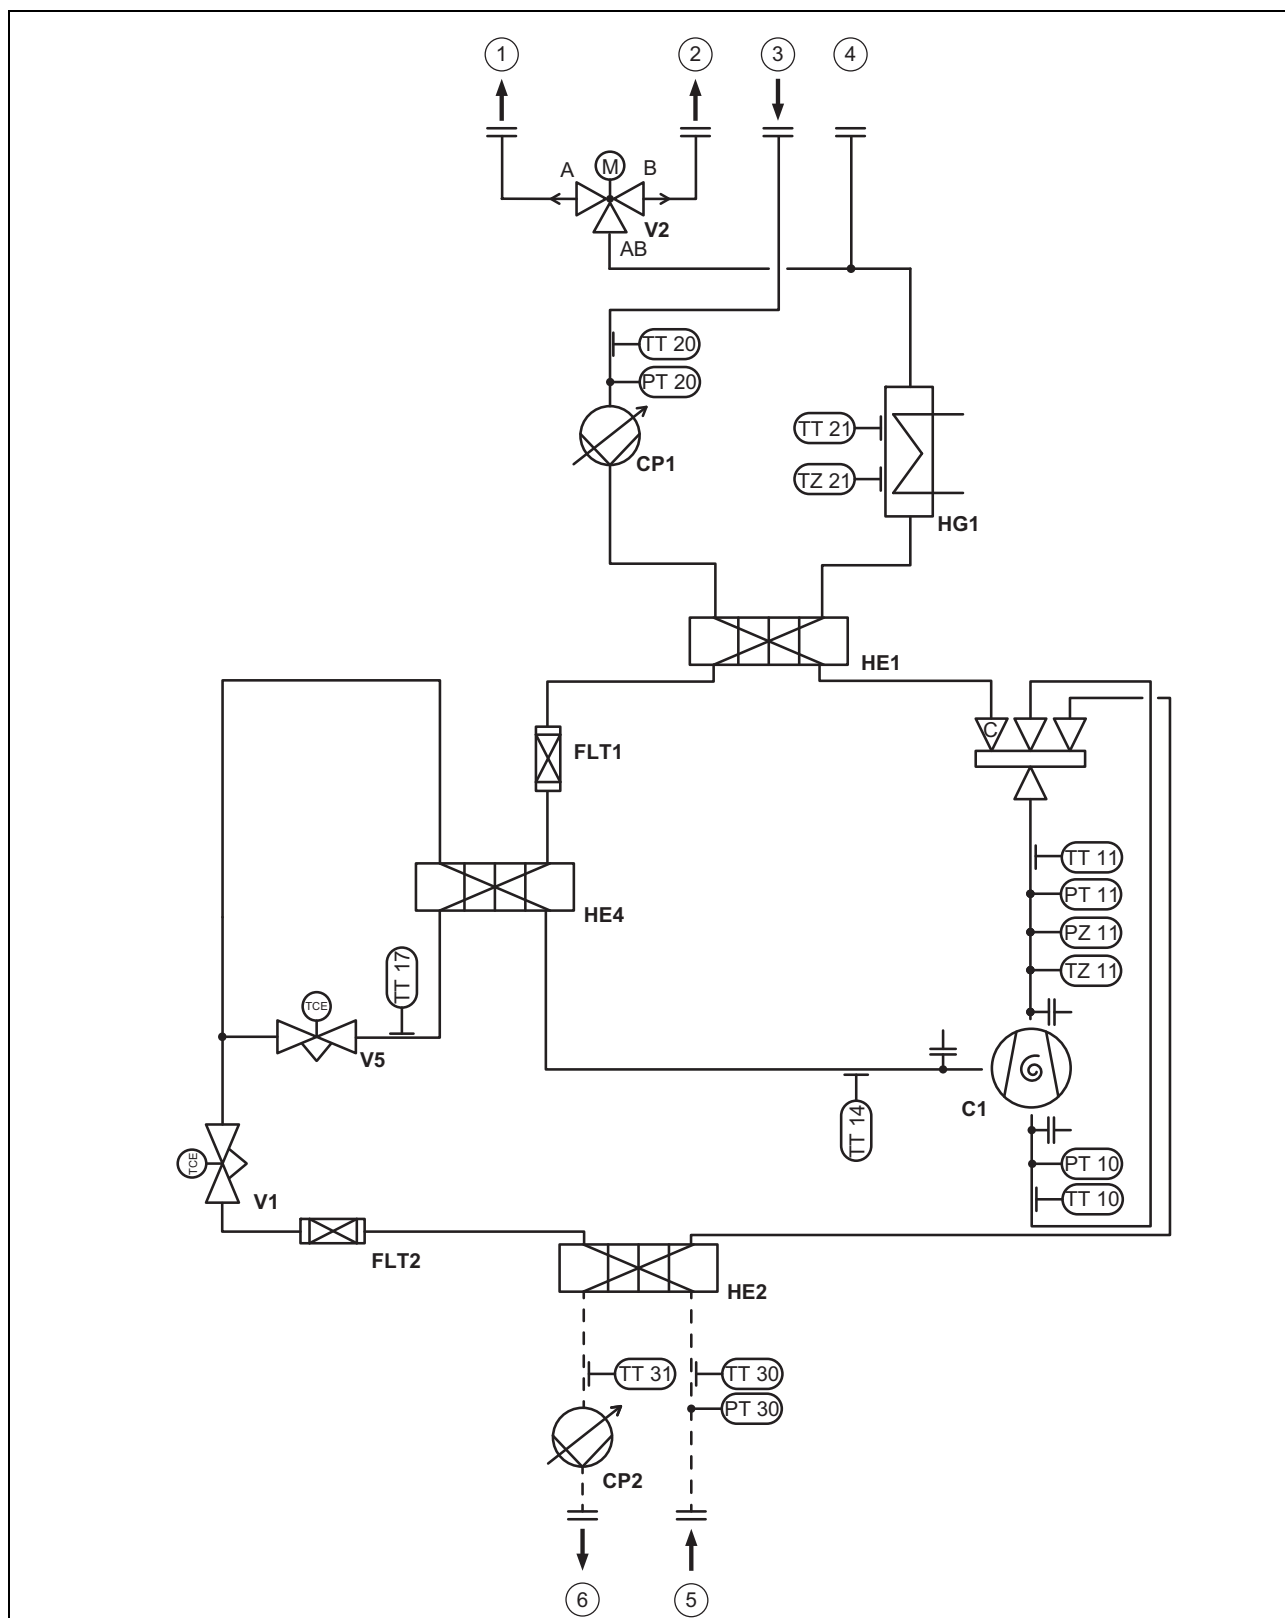 1
2
3
4
A
M
B
V2
AB
TT 20
PT 20
CP1
TT 21
TZ 21
HG1
HE1
C
FLT1
TT 11
PT 11
HE4
PZ 11
TT 17
TZ 11
TCE
V5
C1
TT 14
TCE
PT 10
V1
TT 10
FLT2
HE2
TT 31
TT 30
PT 30
CP2
6
5